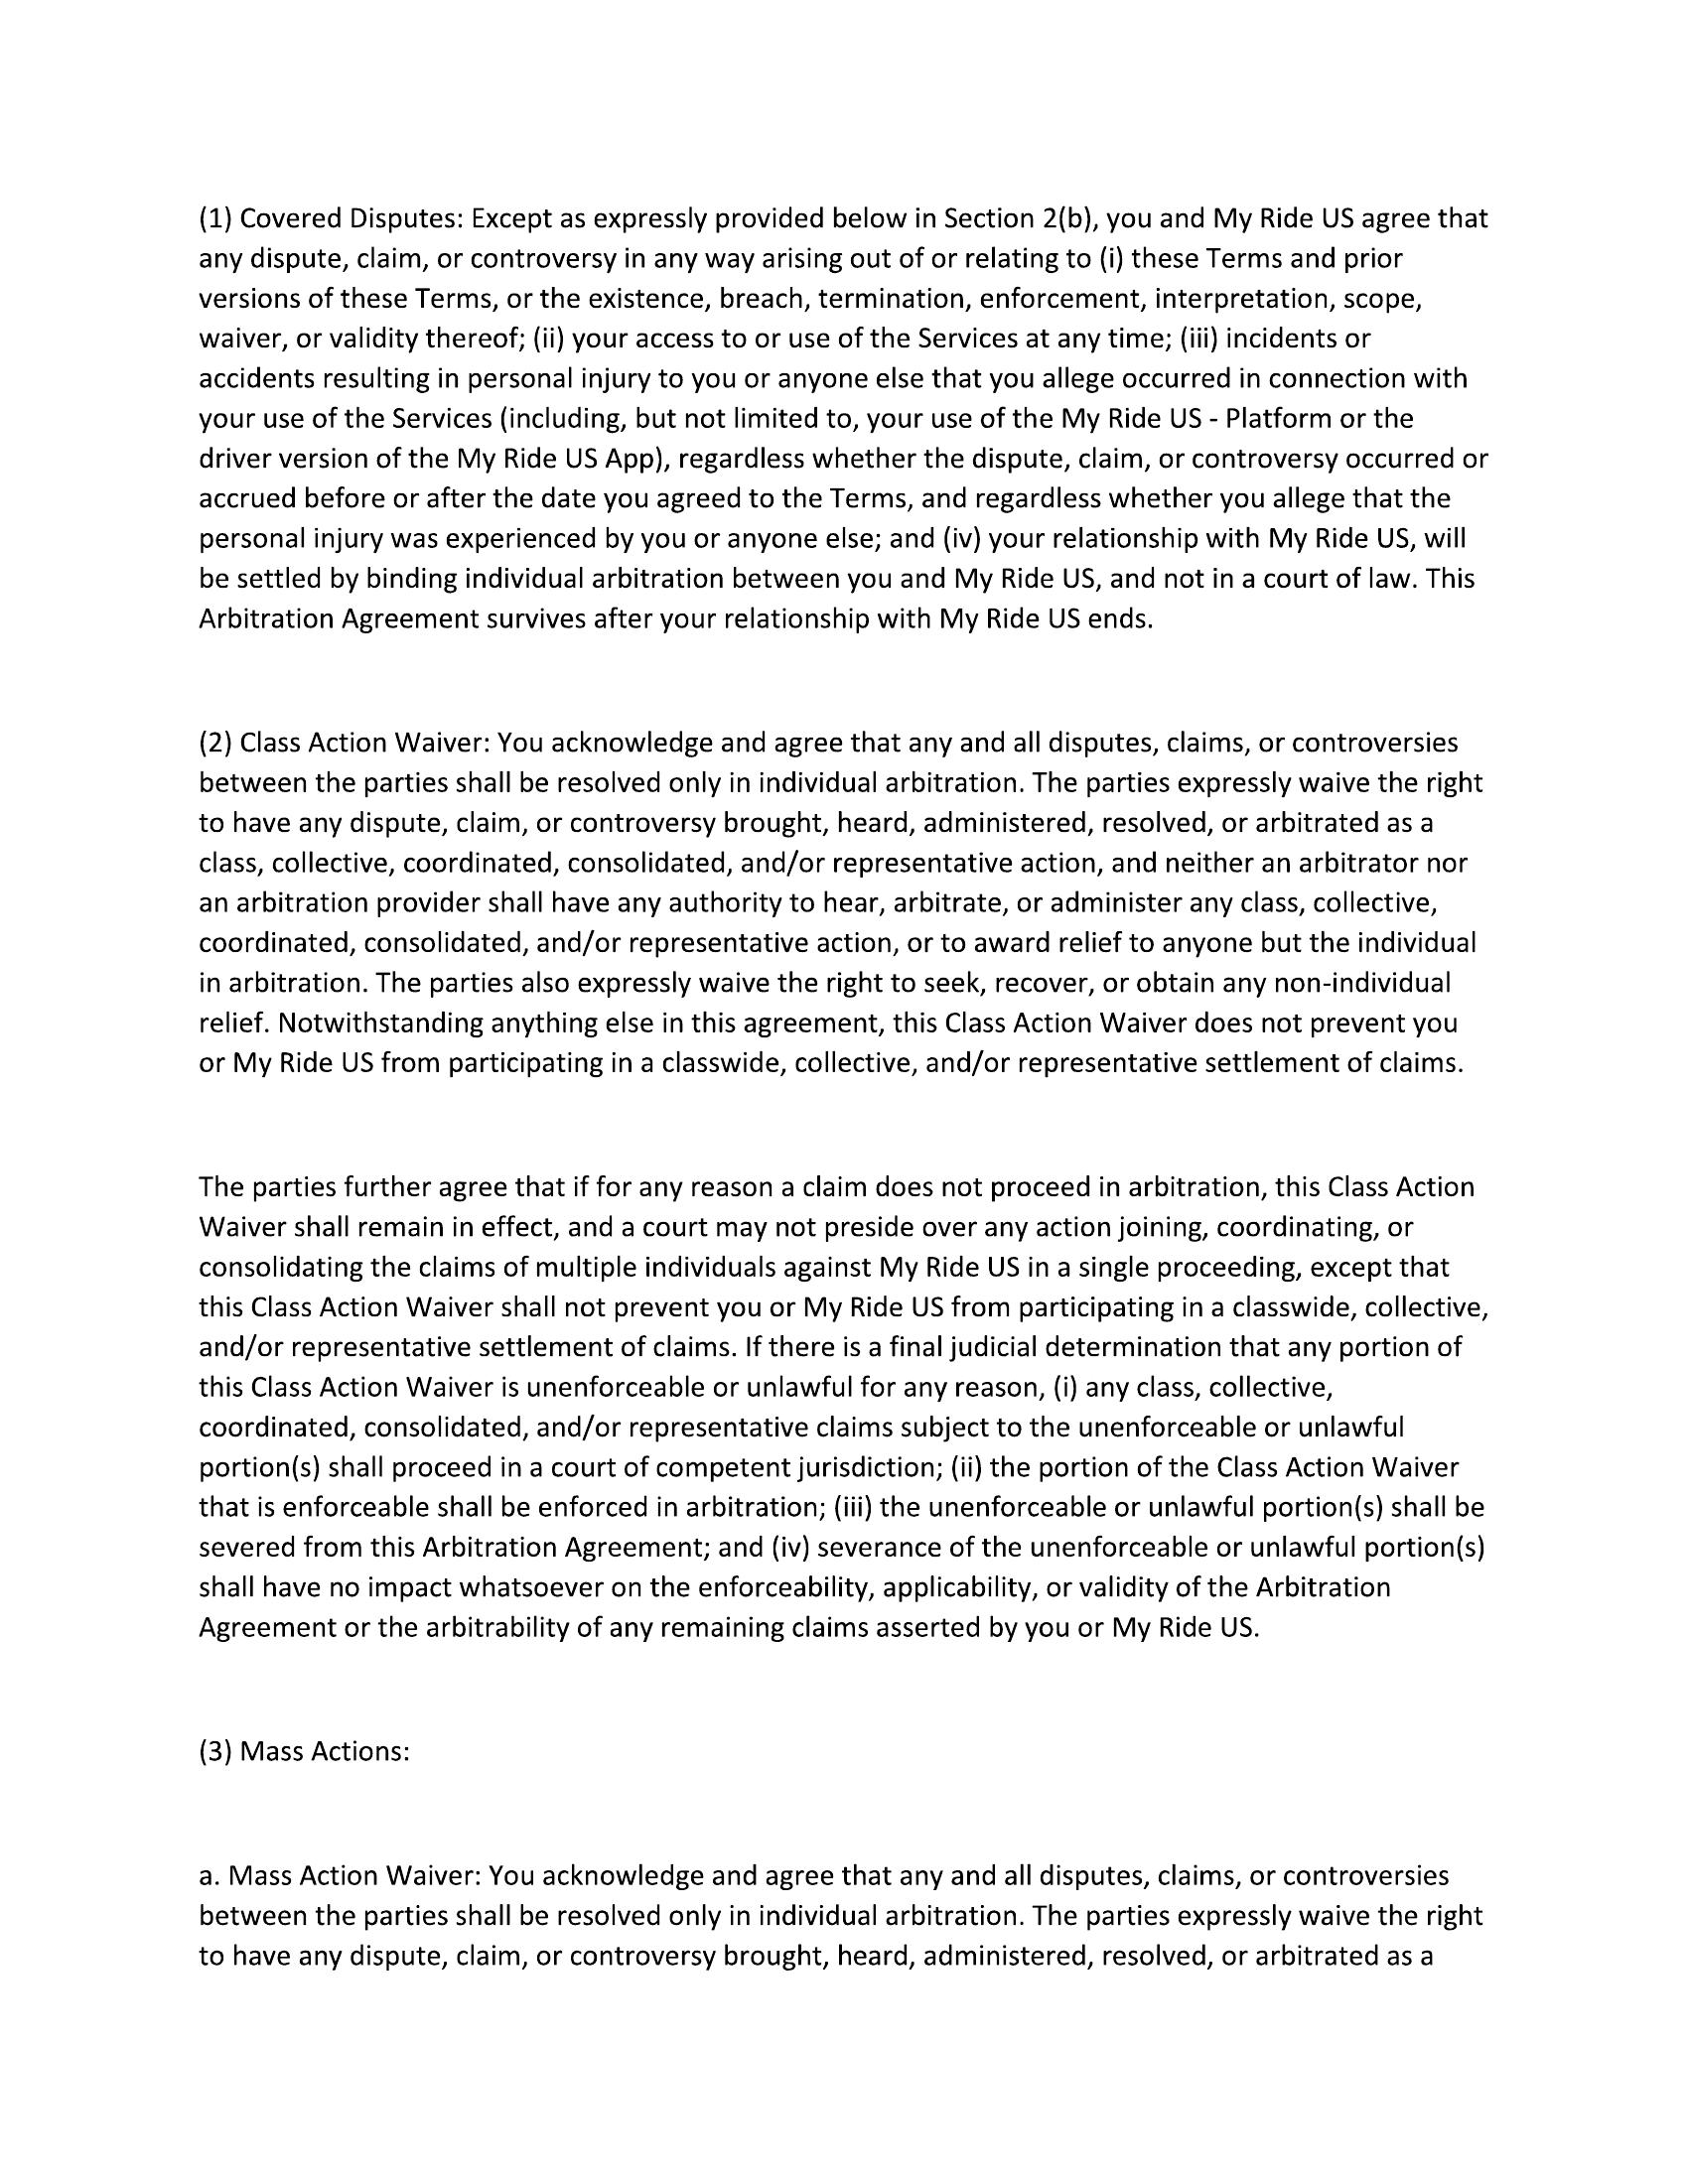 (1) Covered Disputes: Except as expressly provided below in Section 2(b), you and My Ride US agree that
any dispute, claim, or controversy in any way arising out of or relating to (i) these Terms and prior
versions of these Terms, or the existence, breach, termination, enforcement, interpretation, scope,
waiver, or validity thereof; (ii) your access to or use of the Services at any time; (iii) incidents or
accidents resulting in personal injury to you or anyone else that you allege occurred in connection with
your use of the Services (including, but not limited to, your use of the My Ride US - Platform or the
driver version of the My Ride US App), regardless whether the dispute, claim, or controversy occurred or
accrued before or after the date you agreed to the Terms, and regardless whether you allege that the
personal injury was experienced by you or anyone else; and (iv) your relationship with My Ride US, will
be settled by binding individual arbitration between you and My Ride US, and not in a court of law. This
Arbitration Agreement survives after your relationship with My Ride US ends.
(2) Class Action Waiver: You acknowledge and agree that any and all disputes, claims, or controversies
between the parties shall be resolved only in individual arbitration. The parties expressly waive the right
to have any dispute, claim, or controversy brought, heard, administered, resolved, or arbitrated as a
class, collective, coordinated, consolidated, and/or representative action, and neither an arbitrator nor
an arbitration provider shall have any authority to hear, arbitrate, or administer any class, collective,
coordinated, consolidated, and/or representative action, or to award relief to anyone but the individual
in arbitration. The parties also expressly waive the right to seek, recover, or obtain any non-individual
relief. Notwithstanding anything else in this agreement, this Class Action Waiver does not prevent you
or My Ride US from participating in a classwide, collective, and/or representative settlement of claims.
The parties further agree that if for any reason a claim does not proceed in arbitration, this Class Action
Waiver shall remain in effect, and a court may not preside over any action joining, coordinating, or
consolidating the claims of multiple individuals against My Ride US in a single proceeding, except that
this Class Action Waiver shall not prevent you or My Ride US from participating in a classwide, collective,
and/or representative settlement of claims. If there is a final judicial determination that any portion of
this Class Action Waiver is unenforceable or unlawful for any reason, (i) any class, collective,
coordinated, consolidated, and/or representative claims subject to the unenforceable or unlawful
portion(s) shall proceed in a court of competent jurisdiction; (ii) the portion of the Class Action Waiver
that is enforceable shall be enforced in arbitration; (iii) the unenforceable or unlawful portion(s) shall be
severed from this Arbitration Agreement; and (iv) severance of the unenforceable or unlawful portion(s)
shall have no impact whatsoever on the enforceability, applicability, or validity of the Arbitration
Agreement or the arbitrability of any remaining claims asserted by you or My Ride US.
(3) Mass Actions:
a. Mass Action Waiver: You acknowledge and agree that any and all disputes, claims, or controversies
between the parties shall be resolved only in individual arbitration. The parties expressly waive the right
to have any dispute, claim, or controversy brought, heard, administered, resolved, or arbitrated as a